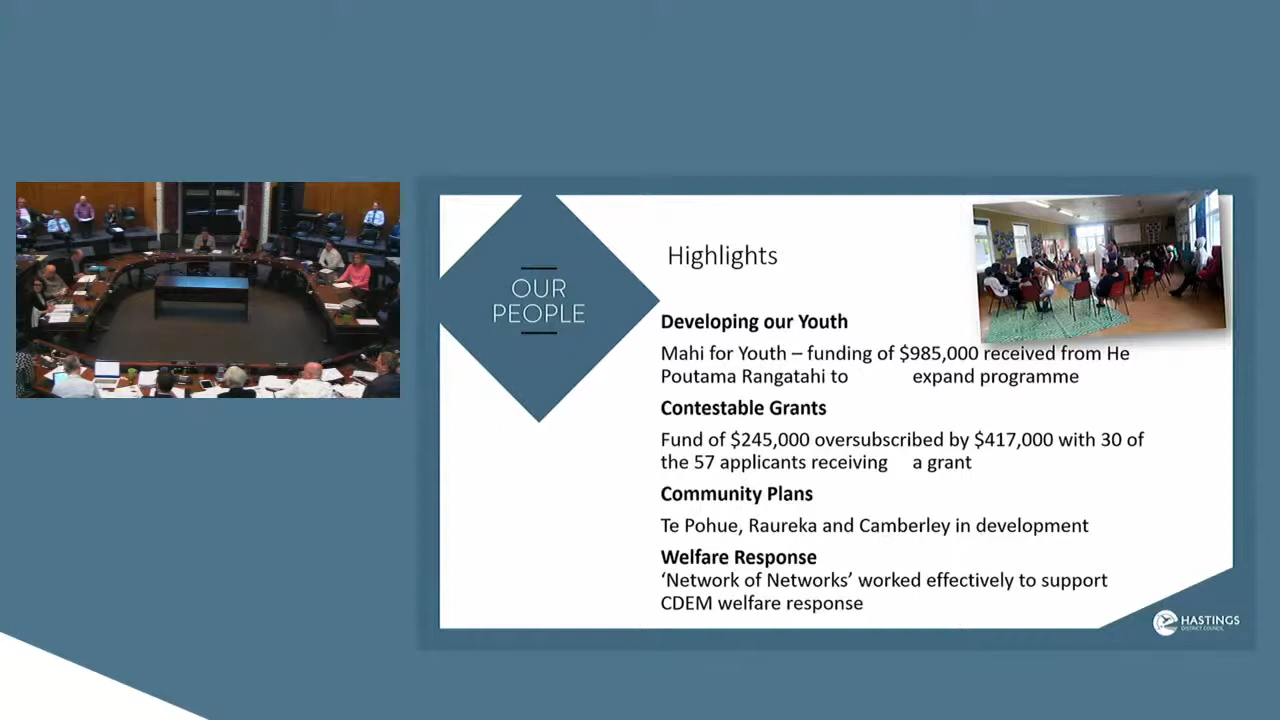 OUR
PEOPLE
Highlights
Developing our Youth
Mahi for Youth – funding of $985,000 received from He
Poutama Rangatahi to expand programme
Contestable Grants
Fund of $245,000 oversubscribed by $417,000 with 30 of
the 57 applicants receiving a grant
Community Plans
Te Pohue, Raureka and Camberley in development
Welfare Response
‘Network of Networks’ worked effectively to support
CDEM welfare response
HASTINGS
DISTRICT COUNCIL